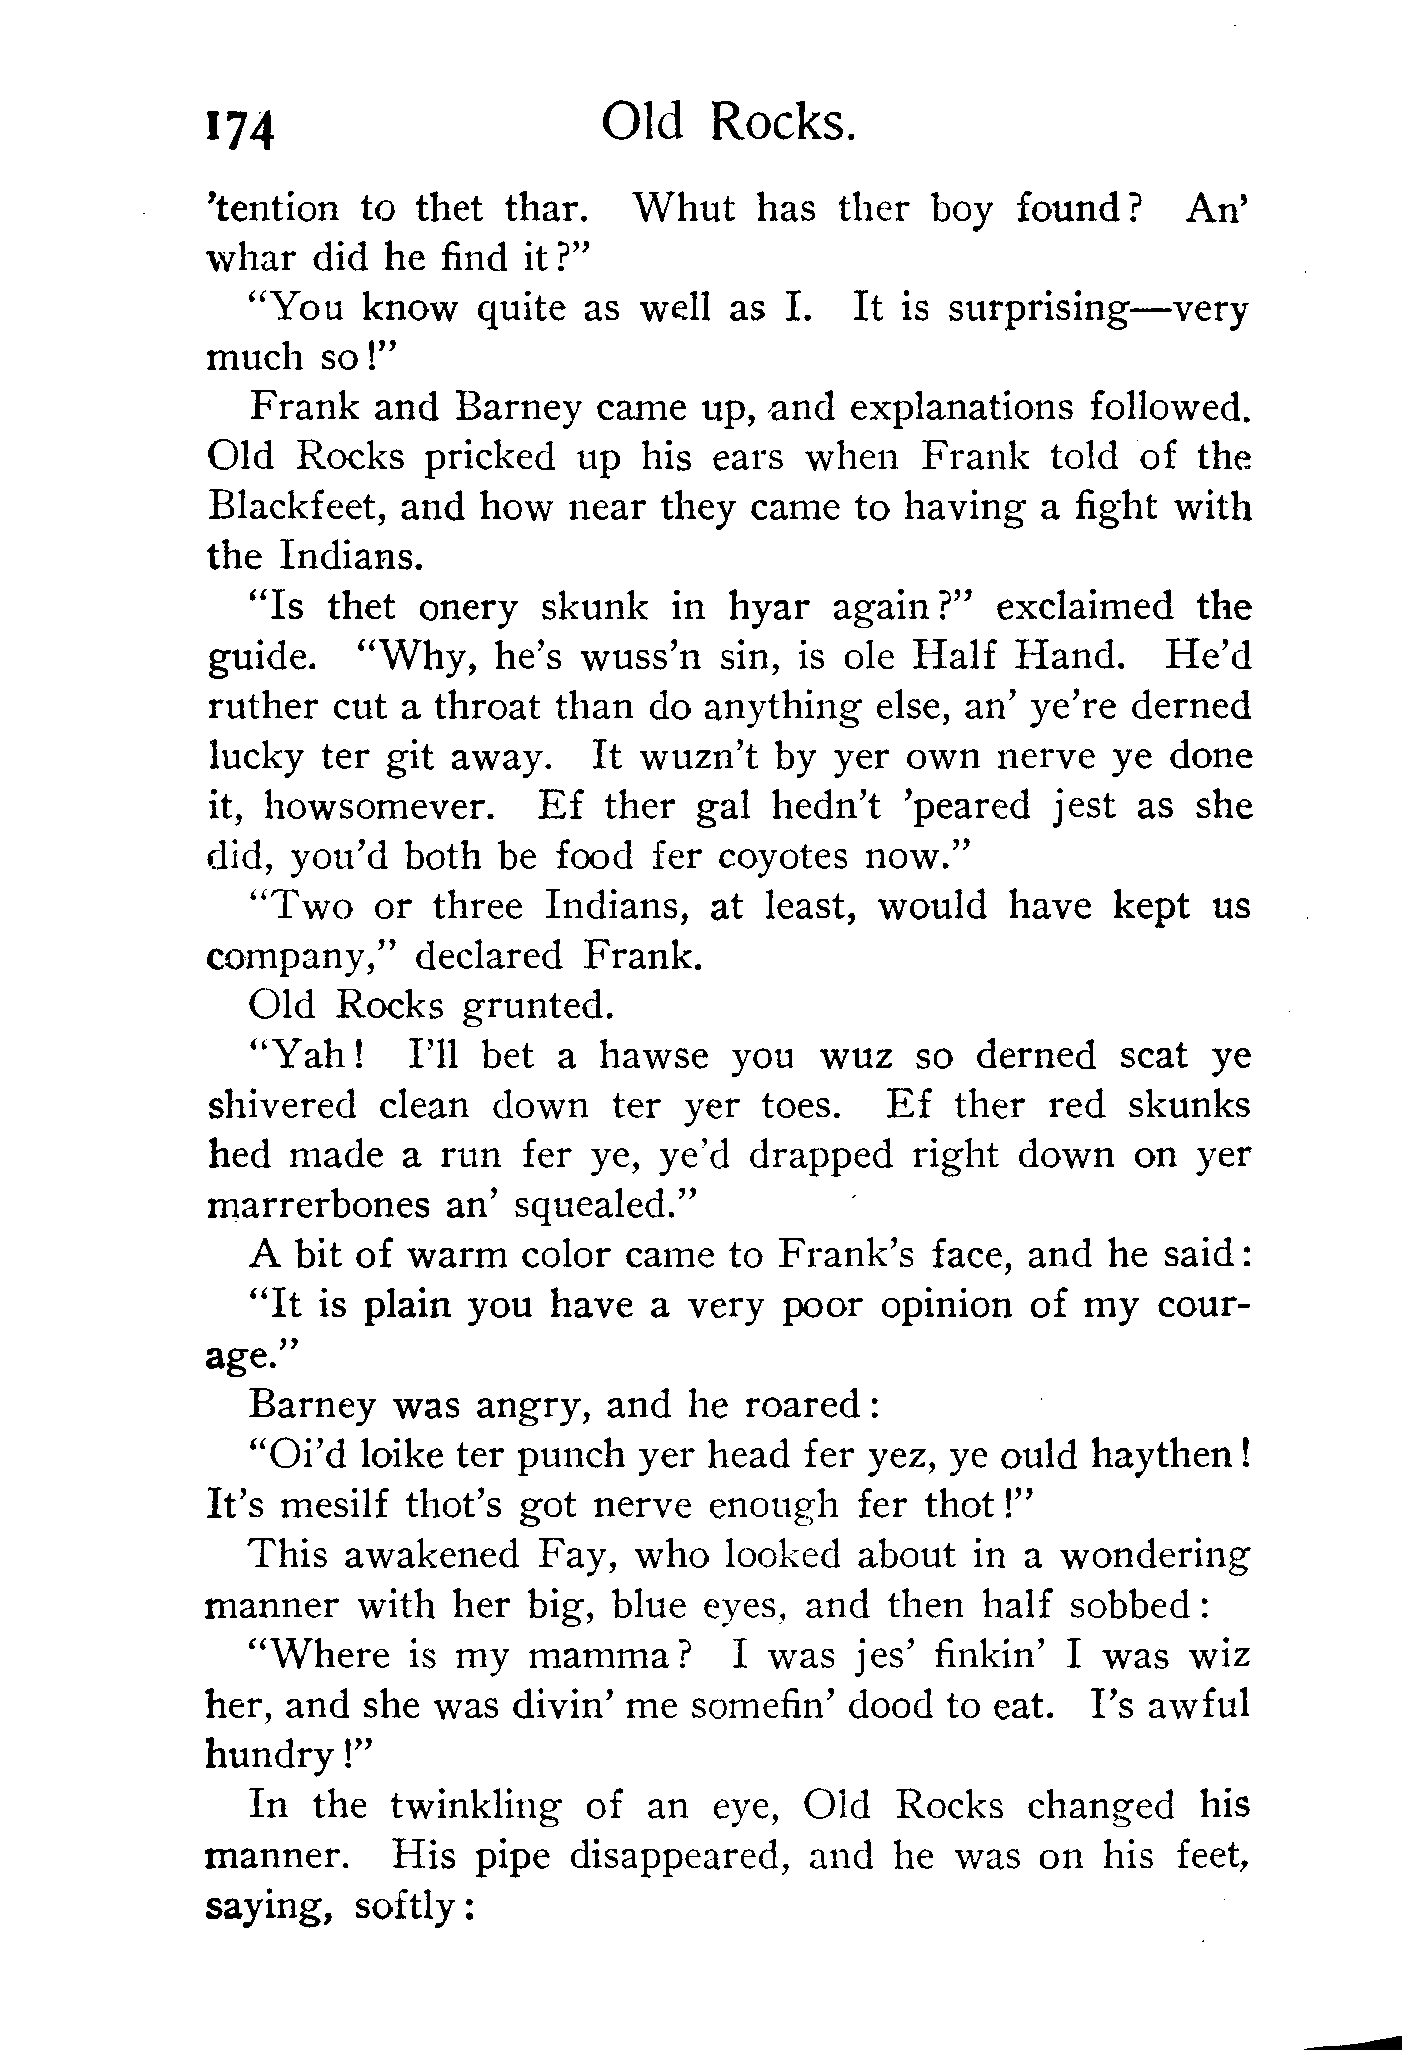 174 Old Rocks.
'tention to thet thar. Whut has ther boy found? An'
whar did he find it?"
"You know quite as well as I. It is surprising—very
much so!"
Frank and Barney came up, and explanations followed.
Old Rocks pricked up his ears when Frank told of the
Blackfeet, and how near they came to having a fight with
the Indians.
"Is thet onery skunk in hyar again?" exclaimed the
guide. "Why, he's wuss'n sin, is ole Half Hand. He'd
ruther cut a throat than do anything else, an' ye're derned
lucky ter git away. It wuzn't by yer own nerve ye done
it, howsomever. Ef ther gal hedn't 'peared jest as she
did, you'd both be food fer coyotes now."
"Two or three Indians, at least, would have kept us
company," declared Frank.
Old Rocks grunted.
"Yah! I'll bet a hawse you wuz so derned scat ye
shivered clean down ter yer toes. Ef ther red skunks
hed made a run fer ye, ye'd drapped right down on yer
marrerbones an' squealed."
A bit of warm color came to Frank's face, and he said:
"It is plain you have a very poor opinion of my cour-
age."
Barney was angry, and he roared:
"Oi'd loike ter punch yer head fer yez, ye ould haythen!
It's mesilf thot's got nerve enough fer thot!"
This awakened Fay, who looked about in a wondering
manner with her big, blue eyes, and then half sobbed:
"Where is my mamma? I was jes' finkin' I was wiz
her, and she was divin' me somefin' dood to eat. I's awful
hundry!"
In the twinkling of an eye, Old Rocks changed his
manner. His pipe disappeared, and he was on his feet,
saying, softly: